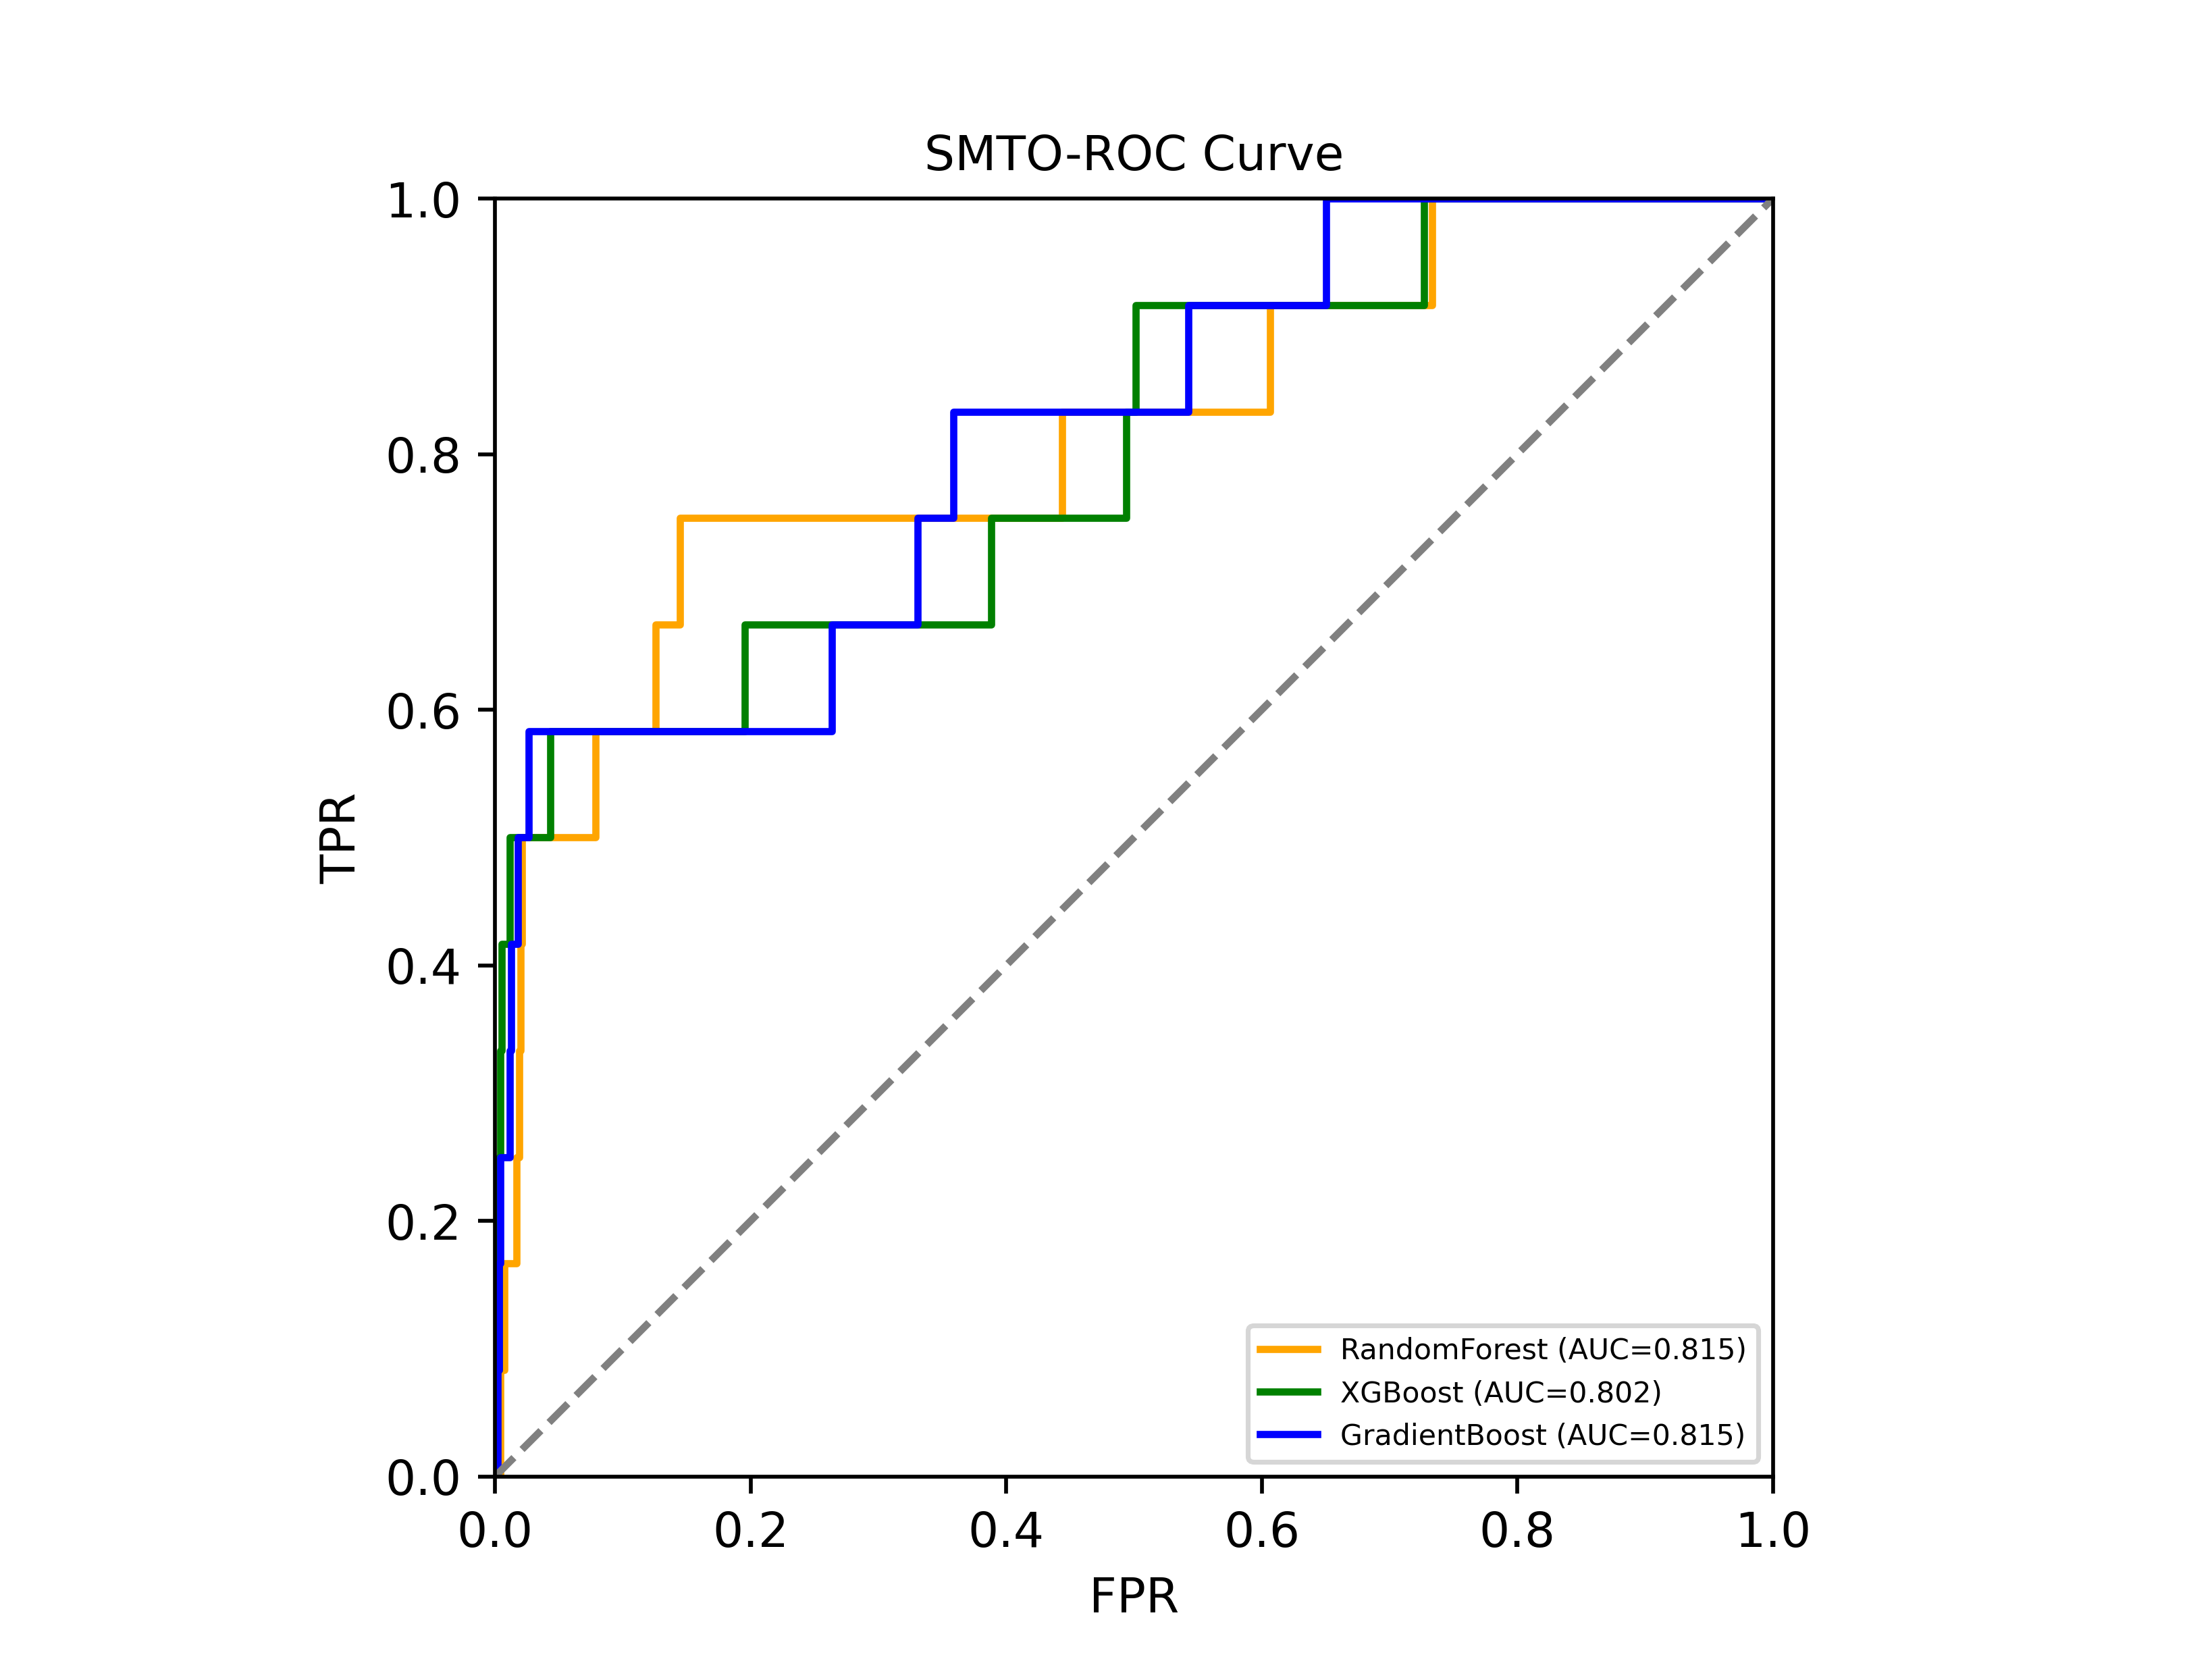 SMTO-ROC Curve
1.0
0.8
0.6
0.4
0.2
0.0
TPR
0.0 0.2 0.4 0.6 0.8 1.0
FPR
RandomForest (AUC=0.815)
XGBoost (AUC=0.802)
GradientBoost (AUC=0.815)